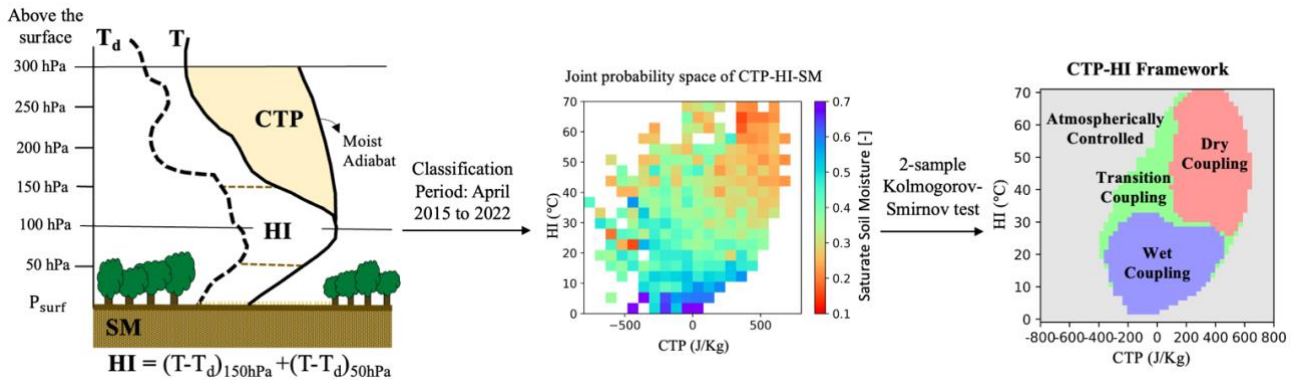 Above the
surface
T_d
T
300 hPa
250 hPa
200 hPa
150 hPa
100 hPa
50 hPa
P_surf
CTP
Moist
Adiabat
HI
SM
HI = (T-T_d)_150hPa +(T-T_d)_50hPa
Classification
Period: April
2015 to 2022
Joint probability space of CTP-HI-SM
HI (°C)
70
60
50
40
30
20
10
0
−500
0
500
CTP (J/Kg)
0.7
0.6
0.5
0.4
0.3
0.2
0.1
Saturate Soil Moisture [-]
2-sample
Kolmogorov-
Smirnov test
CTP-HI Framework
HI (°C)
70
60
50
40
30
20
10
0
Atmospherically
Controlled
Dry
Coupling
Transition
Coupling
Wet
Coupling
-800-600-400-200 0 200 400 600 800
CTP (J/Kg)